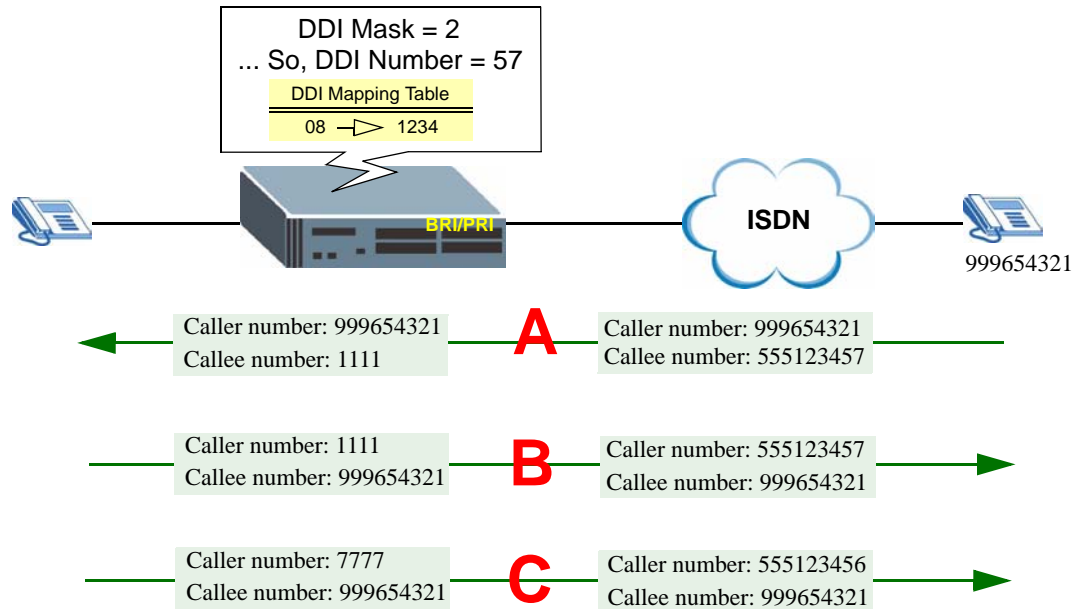 DDI Mask = 2
... So, DDI Number = 57
DDI Mapping Table
08 1234
BRI/PRI
ISDN
999654321
Caller number: 999654321
Callee number: 1111
A
Caller number: 999654321
Callee number: 555123457
Caller number: 1111
Callee number: 999654321
B
Caller number: 555123457
Callee number: 999654321
Caller number: 7777
Callee number: 999654321
C
Caller number: 555123456
Callee number: 999654321